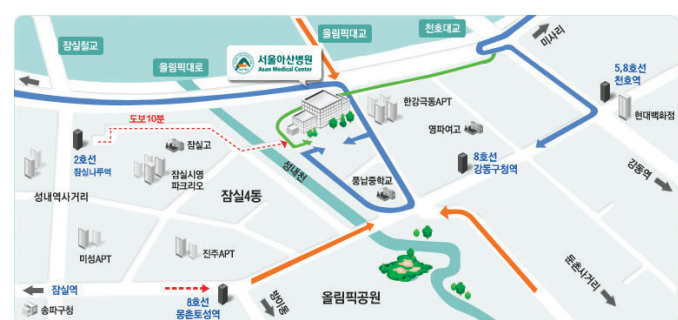 잠실철교
올림픽대로
서울아산병원
Asan Medical Center
올림픽대교
천호대교
미사리
5,8호선
천호역
현대백화점
한강극동APT
영파여고
8호선
강동구청역
강동역
도보10분
2호선
잠실나루역
잠실고
잠실시영
파크리오
성내천
풍납중학교
성내역사거리
잠실4동
미성APT
진주APT
올림픽공원
둔촌사거리
잠실역
송파구청
8호선
몽촌토성역
방이동